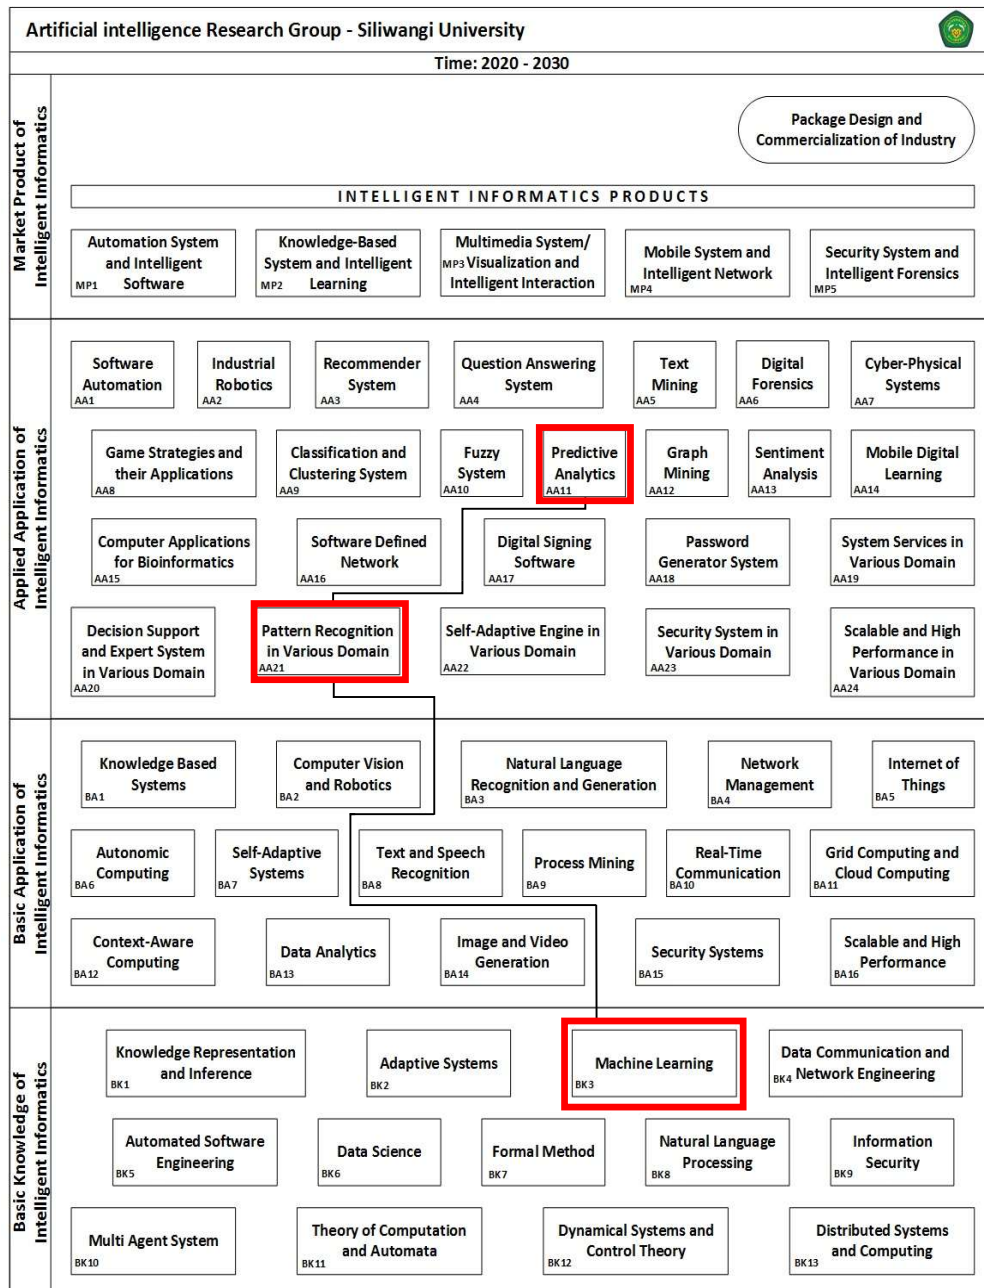 Artificial intelligence Research Group - Siliwangi University
Time: 2020 - 2030
Market Product of
Intelligent Informatics
Package Design and
Commercialization of Industry
INTELLIGENT INFORMATICS PRODUCTS
Automation System
and Intelligent
Software
MP1
Knowledge-Based
System and Intelligent
Learning
MP2
Multimedia System/
Visualization and
Intelligent Interaction
MP3
Mobile System and
Intelligent Network
MP4
Security System and
Intelligent Forensics
MP5
Applied Application of
Intelligent Informatics
Software
Automation
AA1
Industrial
Robotics
AA2
Recommender
System
AA3
Question Answering
System
AA4
Text
Mining
AA5
Digital
Forensics
AA6
Cyber-Physical
Systems
AA7
Game Strategies and
their Applications
AA8
Classification and
Clustering System
AA9
Fuzzy
System
AA10
Predictive
Analytics
AA11
Graph
Mining
AA12
Sentiment
Analysis
AA13
Mobile Digital
Learning
AA14
Computer Applications
for Bioinformatics
AA15
Software Defined
Network
AA16
Digital Signing
Software
AA17
Password
Generator System
AA18
System Services in
Various Domain
AA19
Decision Support
and Expert System
in Various Domain
AA20
Pattern Recognition
in Various Domain
AA21
Self-Adaptive Engine in
Various Domain
AA22
Security System in
Various Domain
AA23
Scalable and High
Performance in
Various Domain
AA24
Basic Application of
Intelligent Informatics
Knowledge Based
Systems
BA1
Computer Vision
and Robotics
BA2
Natural Language
Recognition and Generation
BA3
Network
Management
BA4
Internet of
Things
BA5
Autonomic
Computing
BA6
Self-Adaptive
Systems
BA7
Text and Speech
Recognition
BA8
Process Mining
BA9
Real-Time
Communication
BA10
Grid Computing and
Cloud Computing
BA11
Context-Aware
Computing
BA12
Data Analytics
BA13
Image and Video
Generation
BA14
Security Systems
BA15
Scalable and High
Performance
BA16
Basic Knowledge of
Intelligent Informatics
Knowledge Representation
and Inference
BK1
Adaptive Systems
BK2
Machine Learning
BK3
Data Communication and
Network Engineering
BK4
Automated Software
Engineering
BK5
Data Science
BK6
Formal Method
BK7
Natural Language
Processing
BK8
Information
Security
BK9
Multi Agent System
BK10
Theory of Computation
and Automata
BK11
Dynamical Systems and
Control Theory
BK12
Distributed Systems
and Computing
BK13